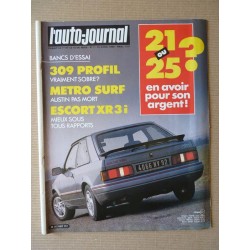 l'auto-journal
BANCS D'ESSAI
309 PROFIL
VRAIMENT SOBRE?
METRO SURF
AUSTIN PAS MORT
ESCORT XR3i
MIEUX SOUS
TOUS RAPPORTS
21
ou
25?
en avoir
pour son
argent!